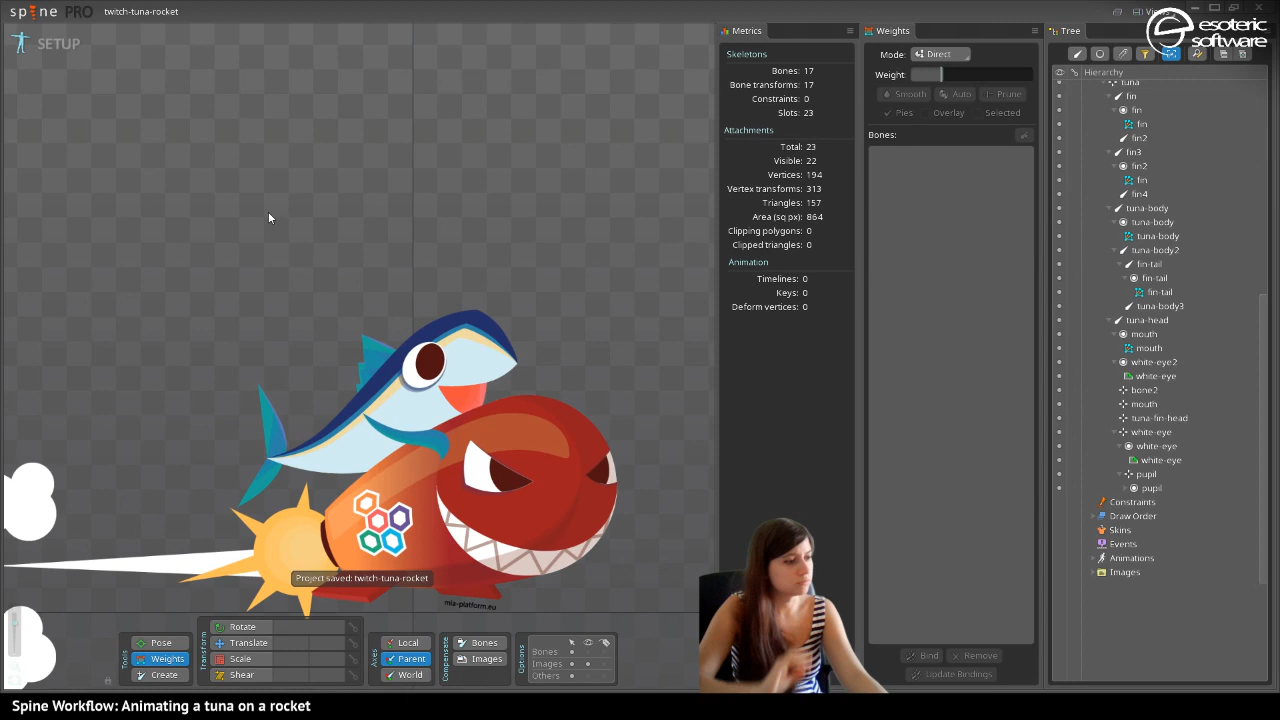 spine PRO twitch-tuna-rocket
Views
esoteric
software
SETUP
Metrics
Skeletons
Bones: 17
Bone transforms: 17
Constraints: 0
Slots: 23
Attachments
Total: 23
Visible: 22
Vertices: 194
Vertex transforms: 313
Triangles: 157
Area (sq px): 864
Clipping polygons: 0
Clipped triangles: 0
Animation
Timelines: 0
Keys: 0
Deform vertices: 0
Weights
Mode: Direct
Weight:
Smooth Auto Prune
Pies Overlay Selected
Bones:
Bind Remove
Update Bindings
Tree
Hierarchy
tuna
fin
fin
fin
fin2
fin3
fin2
fin
fin4
tuna-body
tuna-body
tuna-body
tuna-body2
fin-tail
fin-tail
fin-tail
tuna-body3
tuna-head
mouth
mouth
white-eye2
white-eye
bone2
mouth
tuna-fin-head
white-eye
white-eye
white-eye
pupil
pupil
Constraints
Draw Order
Skins
Events
Animations
Images
Project saved: twitch-tuna-rocket
mia-platform.eu
Tools
Pose
Weights
Create
Transform
Rotate
Translate
Scale
Shear
Axes
Local
Parent
World
Compensate
Bones
Images
Options
Bones
Images
Others
Spine Workflow: Animating a tuna on a rocket